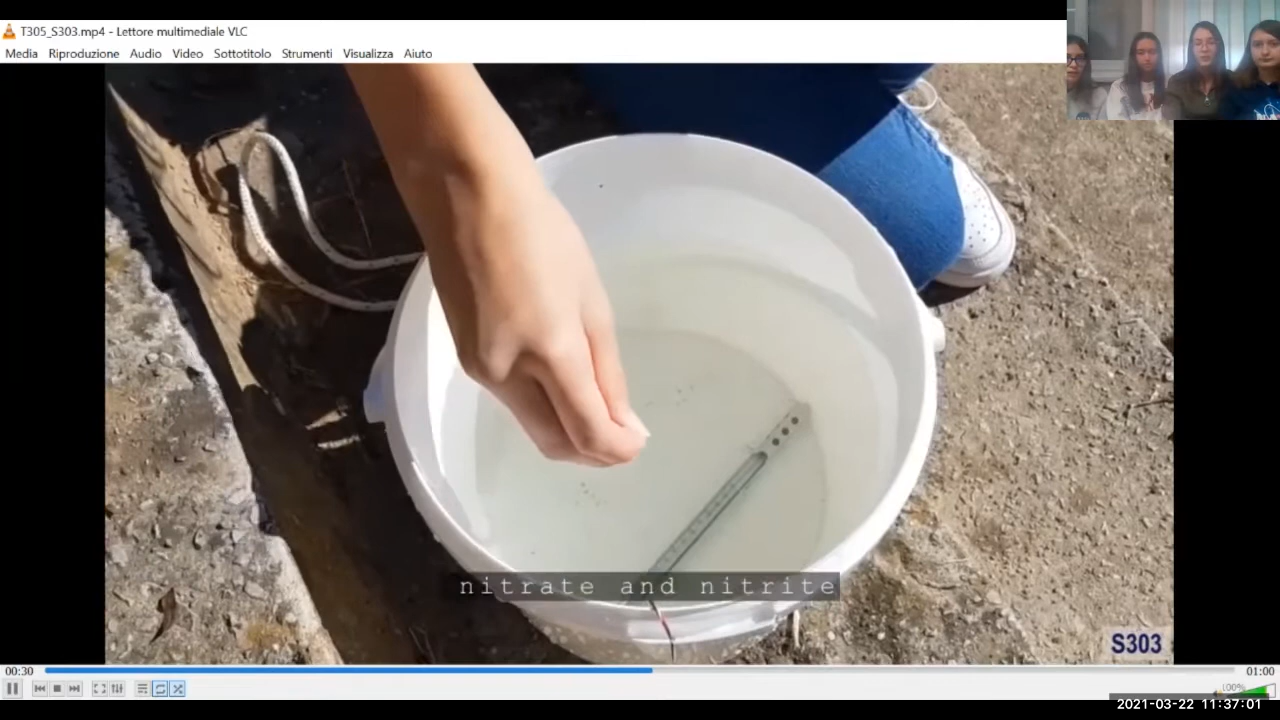 T305_S303.mp4 - Lettore multimediale VLC
Media Riproduzione Audio Video Sottotitolo Strumenti Visualizza Aiuto
nitrate and nitrite
S303
00:30
01:00
100%
2021-03-22 11:37:01